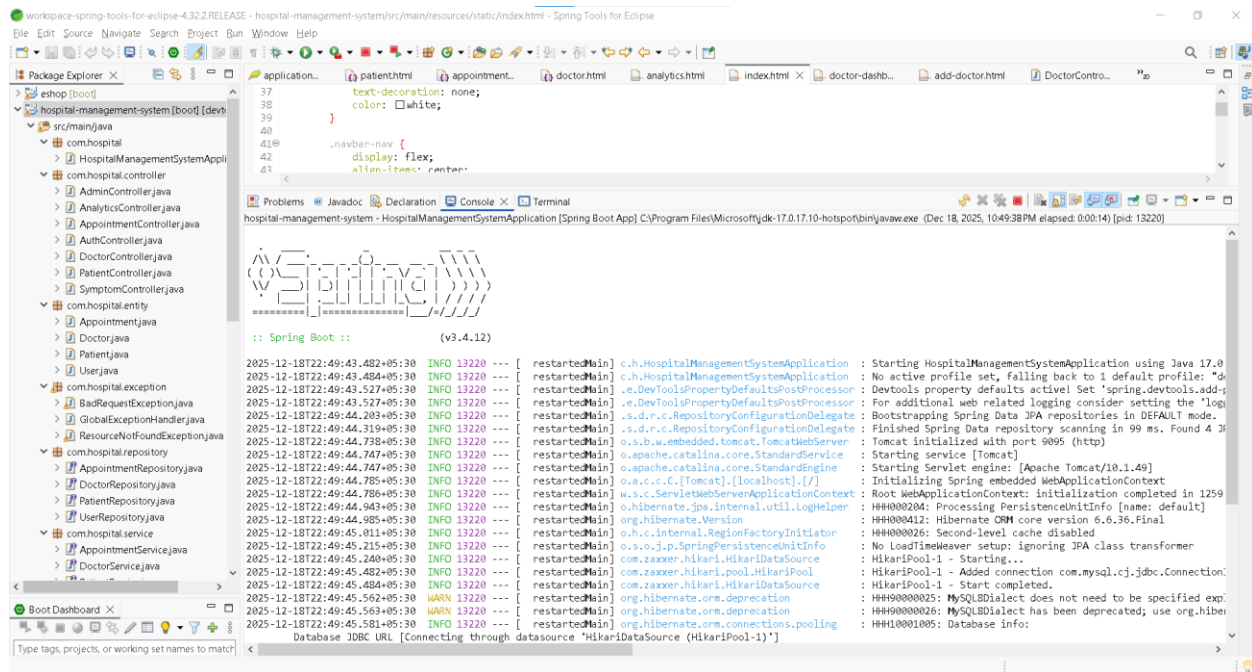 workspace-spring-tools-for-eclipse-4.32.2.RELEASE - hospital-management-system/src/main/resources/static/index.html - Spring Tools for Eclipse
File Edit Source Navigate Search Project Run Window Help
Package Explorer
eshop [boot]
hospital-management-system [boot] [devt
src/main/java
com.hospital
HospitalManagementSystemAppli
com.hospital.controller
AdminController.java
AnalyticsController.java
AppointmentController.java
AuthController.java
DoctorController.java
PatientController.java
SymptomController.java
com.hospital.entity
Appointment.java
Doctor.java
Patient.java
User.java
com.hospital.exception
BadRequestException.java
GlobalExceptionHandler.java
ResourceNotFoundException.java
com.hospital.repository
AppointmentRepository.java
DoctorRepository.java
PatientRepository.java
UserRepository.java
com.hospital.service
AppointmentService.java
DoctorService.java
Boot Dashboard
Type tags, projects, or working set names to match
application... patient.html appointment... doctor.html analytics.html index.html doctor-dashb... add-doctor.html DoctorContro... »20
37 text-decoration: none;
38 color: white;
39 }
40
41 .navbar-nav {
42 display: flex;
43 align-items: center;
Problems Javadoc Declaration Console Terminal
hospital-management-system - HospitalManagementSystemApplication [Spring Boot App] C:\Program Files\Microsoft\jdk-17.0.17.10-hotspot\bin\javaw.exe (Dec 18, 2025, 10:49:38 PM elapsed: 0:00:14) [pid: 13220]
Spring
:: Spring Boot :: (v3.4.12)
2025-12-18T22:49:43.482+05:30 INFO 13220 --- [ restartedMain] c.h.HospitalManagementSystemApplication : Starting HospitalManagementSystemApplication using Java 17.0
2025-12-18T22:49:43.484+05:30 INFO 13220 --- [ restartedMain] c.h.HospitalManagementSystemApplication : No active profile set, falling back to 1 default profile: "de
2025-12-18T22:49:43.527+05:30 INFO 13220 --- [ restartedMain] .e.DevToolsPropertyDefaultsPostProcessor : Devtools property defaults active! Set 'spring.devtools.add-p
2025-12-18T22:49:43.527+05:30 INFO 13220 --- [ restartedMain] .e.DevToolsPropertyDefaultsPostProcessor : For additional web related logging consider setting the 'logg
2025-12-18T22:49:44.203+05:30 INFO 13220 --- [ restartedMain] .s.d.r.c.RepositoryConfigurationDelegate : Bootstrapping Spring Data JPA repositories in DEFAULT mode.
2025-12-18T22:49:44.319+05:30 INFO 13220 --- [ restartedMain] .s.d.r.c.RepositoryConfigurationDelegate : Finished Spring Data repository scanning in 99 ms. Found 4 JP
2025-12-18T22:49:44.738+05:30 INFO 13220 --- [ restartedMain] o.s.b.w.embedded.tomcat.TomcatWebServer : Tomcat initialized with port 9095 (http)
2025-12-18T22:49:44.747+05:30 INFO 13220 --- [ restartedMain] o.apache.catalina.core.StandardService : Starting service [Tomcat]
2025-12-18T22:49:44.747+05:30 INFO 13220 --- [ restartedMain] o.apache.catalina.core.StandardEngine : Starting Servlet engine: [Apache Tomcat/10.1.49]
2025-12-18T22:49:44.785+05:30 INFO 13220 --- [ restartedMain] o.a.c.c.C.[Tomcat].[localhost].[/] : Initializing Spring embedded WebApplicationContext
2025-12-18T22:49:44.786+05:30 INFO 13220 --- [ restartedMain] w.s.c.ServletWebServerApplicationContext : Root WebApplicationContext: initialization completed in 1259
2025-12-18T22:49:44.943+05:30 INFO 13220 --- [ restartedMain] o.hibernate.jpa.internal.util.LogHelper : HHH000204: Processing PersistenceUnitInfo [name: default]
2025-12-18T22:49:44.985+05:30 INFO 13220 --- [ restartedMain] org.hibernate.Version : HHH000412: Hibernate ORM core version 6.6.36.Final
2025-12-18T22:49:45.011+05:30 INFO 13220 --- [ restartedMain] o.h.c.internal.RegionFactoryInitiator : HHH000026: Second-level cache disabled
2025-12-18T22:49:45.215+05:30 INFO 13220 --- [ restartedMain] o.s.o.j.p.SpringPersistenceUnitInfo : No LoadTimeWeaver setup: ignoring JPA class transformer
2025-12-18T22:49:45.240+05:30 INFO 13220 --- [ restartedMain] com.zaxxer.hikari.HikariDataSource : HikariPool-1 - Starting...
2025-12-18T22:49:45.482+05:30 INFO 13220 --- [ restartedMain] com.zaxxer.hikari.pool.HikariPool : HikariPool-1 - Added connection com.mysql.cj.jdbc.Connection
2025-12-18T22:49:45.484+05:30 INFO 13220 --- [ restartedMain] com.zaxxer.hikari.HikariDataSource : HikariPool-1 - Start completed.
2025-12-18T22:49:45.562+05:30 WARN 13220 --- [ restartedMain] org.hibernate.orm.deprecation : HHH90000025: MySQL8Dialect does not need to be specified exp
2025-12-18T22:49:45.563+05:30 WARN 13220 --- [ restartedMain] org.hibernate.orm.deprecation : HHH90000026: MySQL8Dialect has been deprecated; use org.hiber
2025-12-18T22:49:45.581+05:30 INFO 13220 --- [ restartedMain] org.hibernate.orm.connections.pooling : HHH10001005: Database info:
Database JDBC URL [Connecting through datasource 'HikariDataSource (HikariPool-1)']